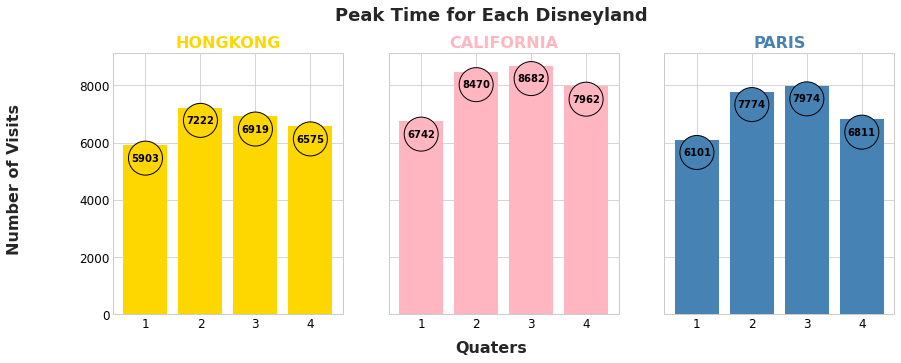 Peak Time for Each Disneyland
HONGKONG
CALIFORNIA
PARIS
Number of Visits
8000
6000
4000
2000
0
5903
7222
6919
6575
6742
8470
8682
7962
6101
7774
7974
6811
1 2 3 4
1 2 3 4
1 2 3 4
Quaters